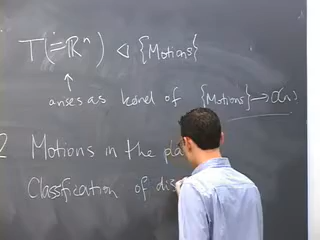 T(≐ℝⁿ) ◁ {Motions}
↑
arises as kernel of {Motions} → O(n)
2 Motions in the pla
Classification of dis